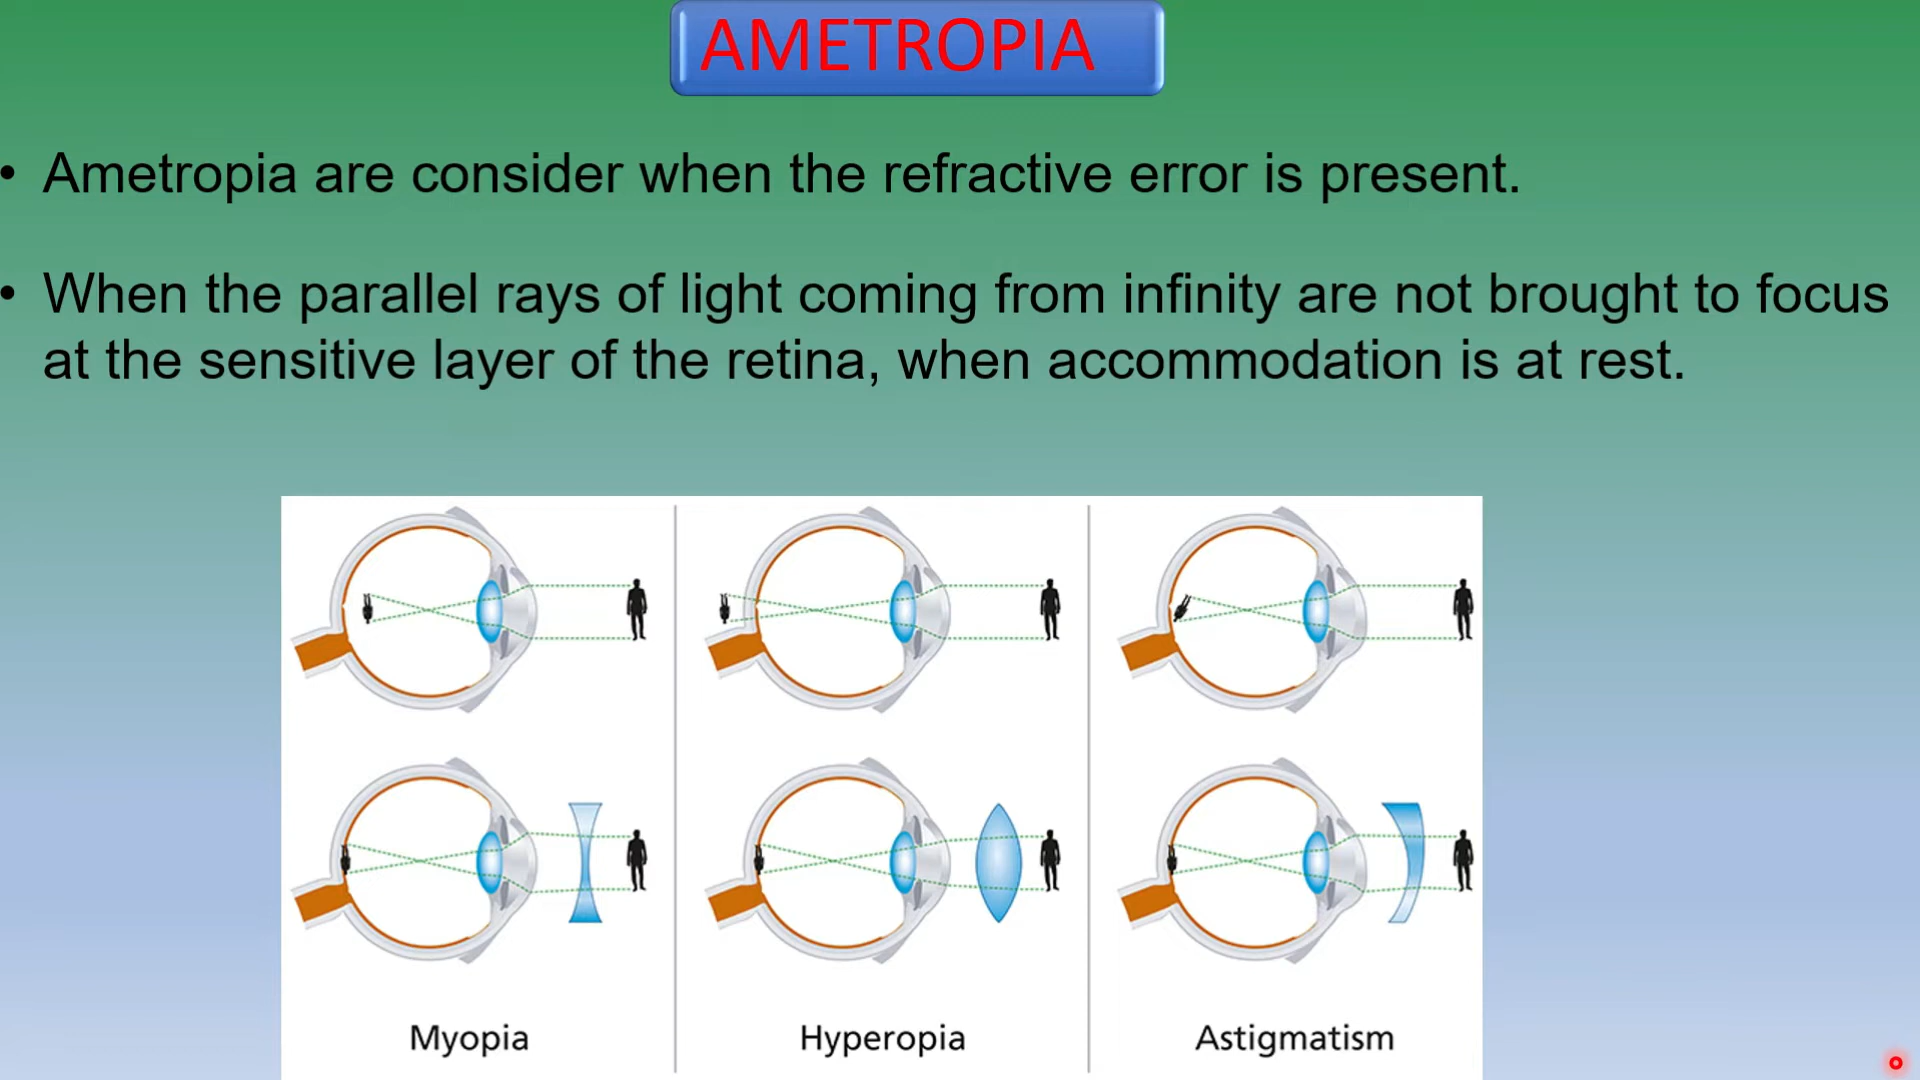 AMETROPIA
• Ametropia are consider when the refractive error is present.
• When the parallel rays of light coming from infinity are not brought to focus
at the sensitive layer of the retina, when accommodation is at rest.
Myopia
Hyperopia
Astigmatism